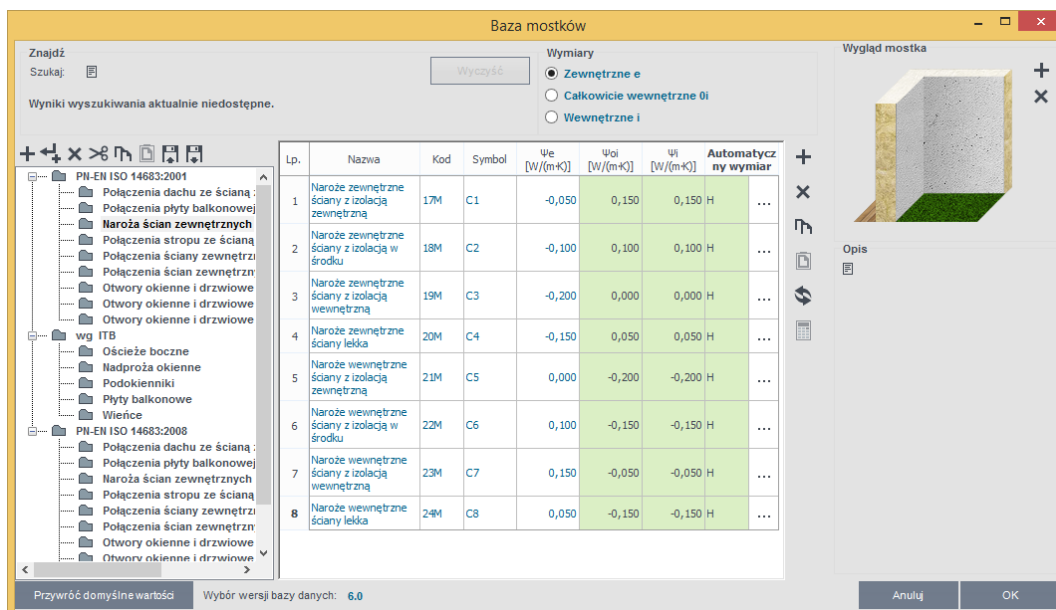 Baza mostków
Znajdź
Szukaj:
Wyczyść
Wyniki wyszukiwania aktualnie niedostępne.
Wymiary
Zewnętrzne e
Całkowicie wewnętrzne 0i
Wewnętrzne i
Wygląd mostka
Opis
PN-EN ISO 14683:2001
Połączenia dachu ze ścianą
Połączenia płyty balkonowej
Naroża ścian zewnętrznych
Połączenia stropu ze ścianą
Połączenia ściany zewnętrz
Połączenia ścian zewnętrzn
Otwory okienne i drzwiowe
Otwory okienne i drzwiowe
Otwory okienne i drzwiowe
wg ITB
Ościeże boczne
Nadproża okienne
Podokienniki
Płyty balkonowe
Wieńce
PN-EN ISO 14683:2008
Połączenia dachu ze ścianą
Połączenia płyty balkonowej
Naroża ścian zewnętrznych
Połączenia stropu ze ścianą
Połączenia ściany zewnętrz
Połączenia ścian zewnętrzn
Otwory okienne i drzwiowe
Otwory okienne i drzwiowe
Lp. Nazwa Kod Symbol Ψe [W/(m·K)] Ψoi [W/(m·K)] Ψi [W/(m·K)] Automatycz ny wymiar
1 Naroże zewnętrzne ściany z izolacją zewnętrzną 17M C1 -0,050 0,150 0,150 H ...
2 Naroże zewnętrzne ściany z izolacją w środku 18M C2 -0,100 0,100 0,100 H ...
3 Naroże zewnętrzne ściany z izolacją wewnętrzną 19M C3 -0,200 0,000 0,000 H ...
4 Naroże zewnętrzne ściany lekka 20M C4 -0,150 0,050 0,050 H ...
5 Naroże wewnętrzne ściany z izolacją zewnętrzną 21M C5 0,000 -0,200 -0,200 H ...
6 Naroże wewnętrzne ściany z izolacją w środku 22M C6 0,100 -0,150 -0,150 H ...
7 Naroże wewnętrzne ściany z izolacją wewnętrzną 23M C7 0,150 -0,050 -0,050 H ...
8 Naroże wewnętrzne ściany lekka 24M C8 0,050 -0,150 -0,150 H ...
Przywróć domyślne wartości
Wybór wersji bazy danych: 6.0
Anuluj
OK